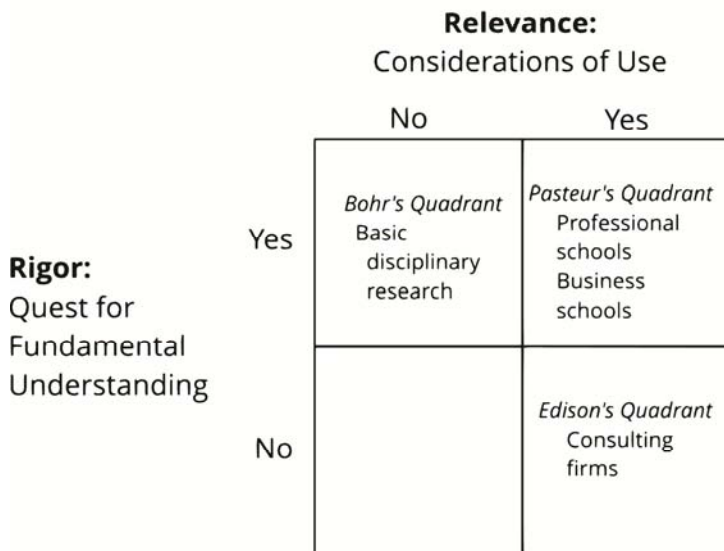 Relevance:
Considerations of Use
No
Yes
Rigor:
Quest for
Fundamental
Understanding
Yes
Bohr's Quadrant
Basic
disciplinary
research
Pasteur's Quadrant
Professional
schools
Business
schools
No
Edison's Quadrant
Consulting
firms